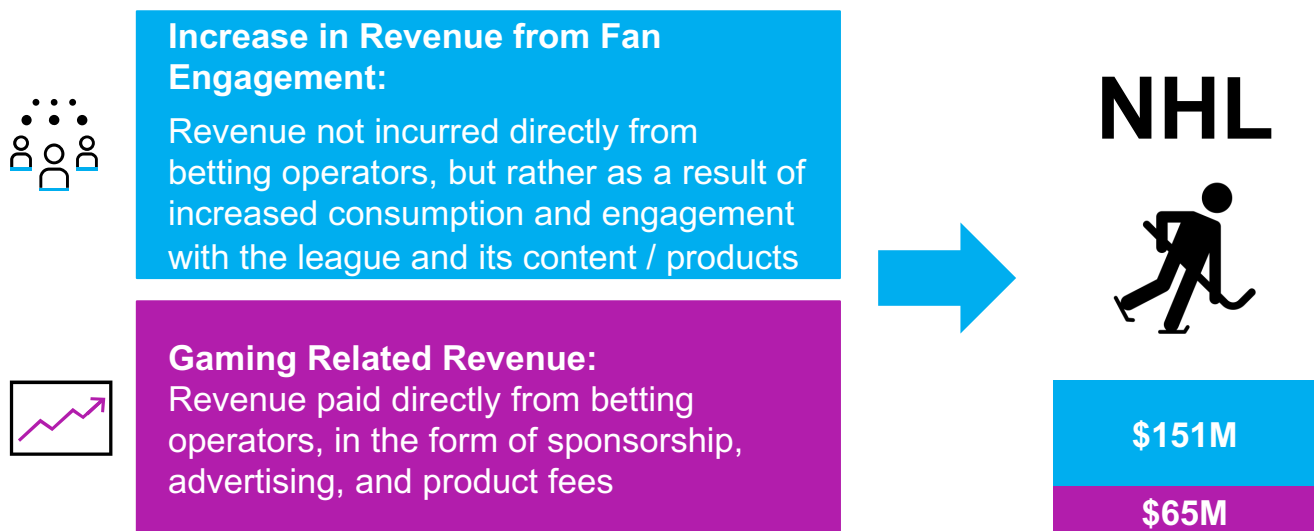 Increase in Revenue from Fan
Engagement:
Revenue not incurred directly from
betting operators, but rather as a result of
increased consumption and engagement
with the league and its content / products
Gaming Related Revenue:
Revenue paid directly from betting
operators, in the form of sponsorship,
advertising, and product fees
NHL
$151M
$65M